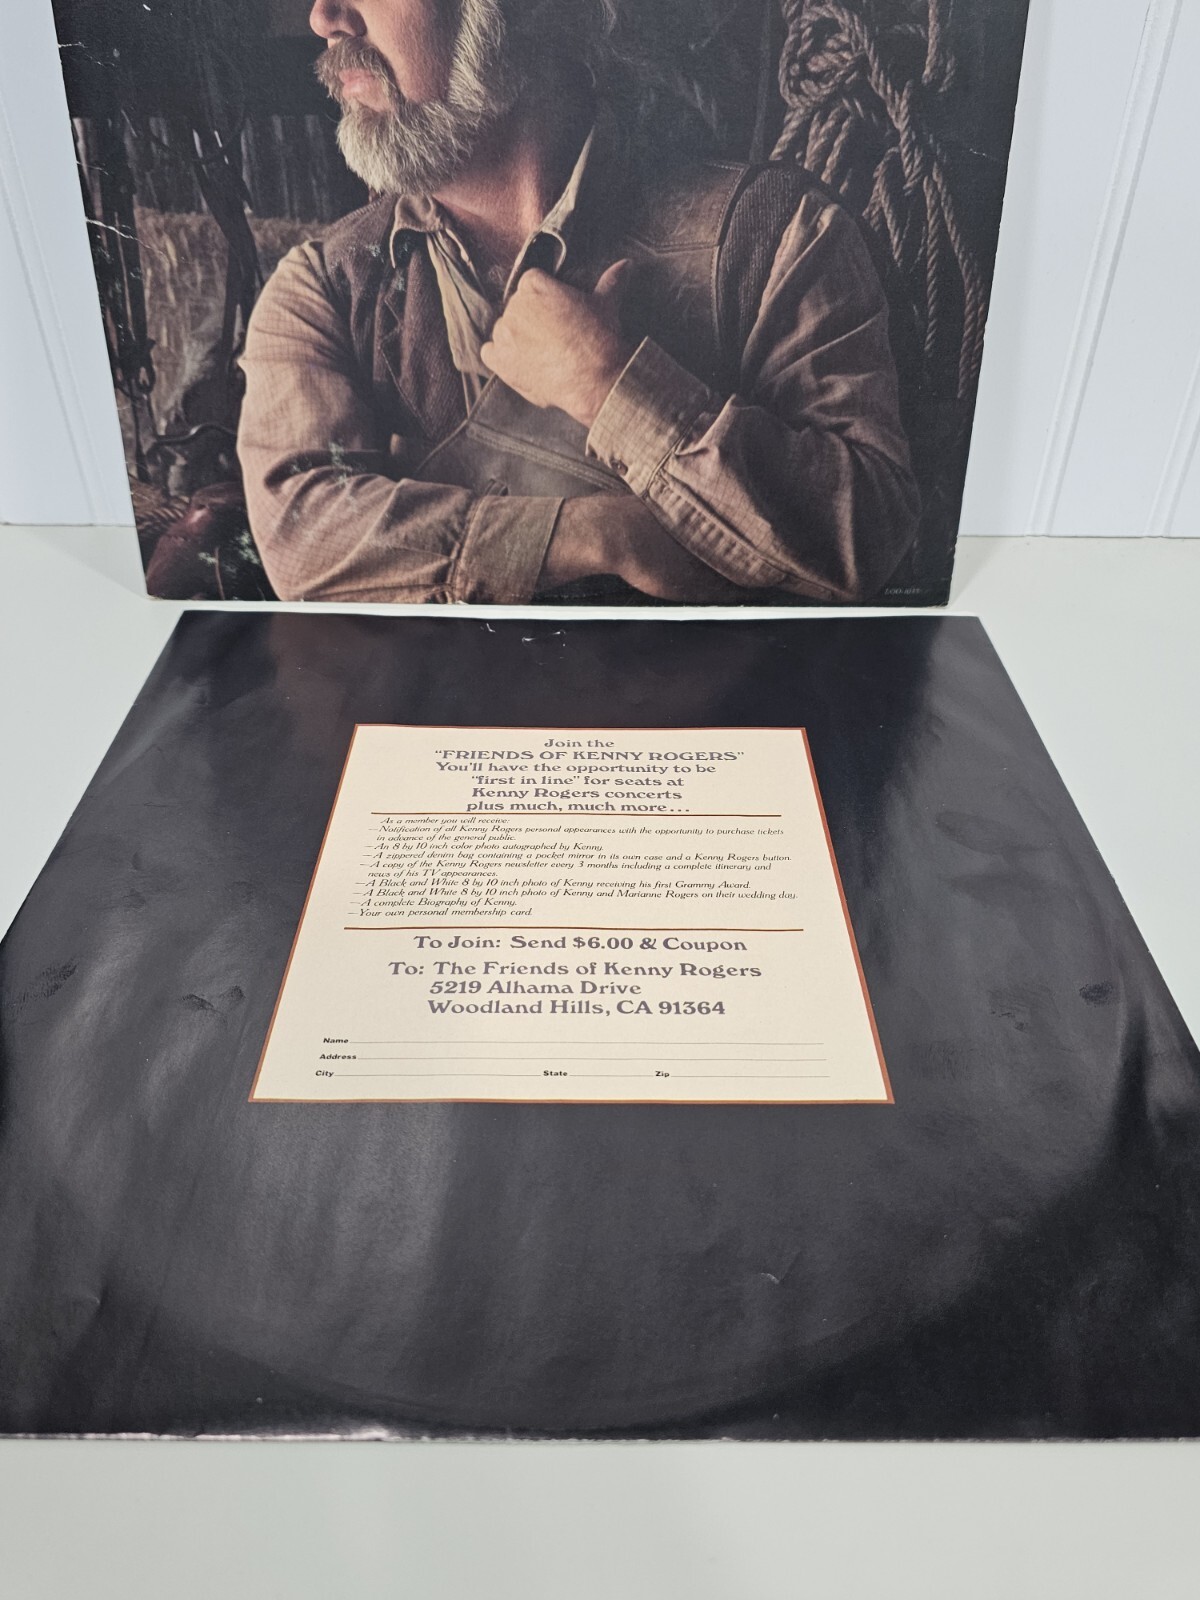 Join the
"FRIENDS OF KENNY ROGERS"
You'll have the opportunity to be
"first in line" for seats at
Kenny Rogers concerts
plus much, much more...
As a member you will receive:
—Notification of all Kenny Rogers personal appearances with the opportunity to purchase tickets
in advance of the general public.
—An 8 by 10 inch color photo autographed by Kenny.
—A zippered denim bag containing a pocket mirror in its own case and a Kenny Rogers button.
—A copy of the Kenny Rogers newsletter every 3 months including a complete itinerary and
news of his TV appearances.
—A Black and White 8 by 10 inch photo of Kenny receiving his first Grammy Award.
—A Black and White 8 by 10 inch photo of Kenny and Marianne Rogers on their wedding day.
—A complete Biography of Kenny.
—Your own personal membership card.
To Join: Send $6.00 & Coupon
To: The Friends of Kenny Rogers
5219 Alhama Drive
Woodland Hills, CA 91364
Name
Address
City State Zip